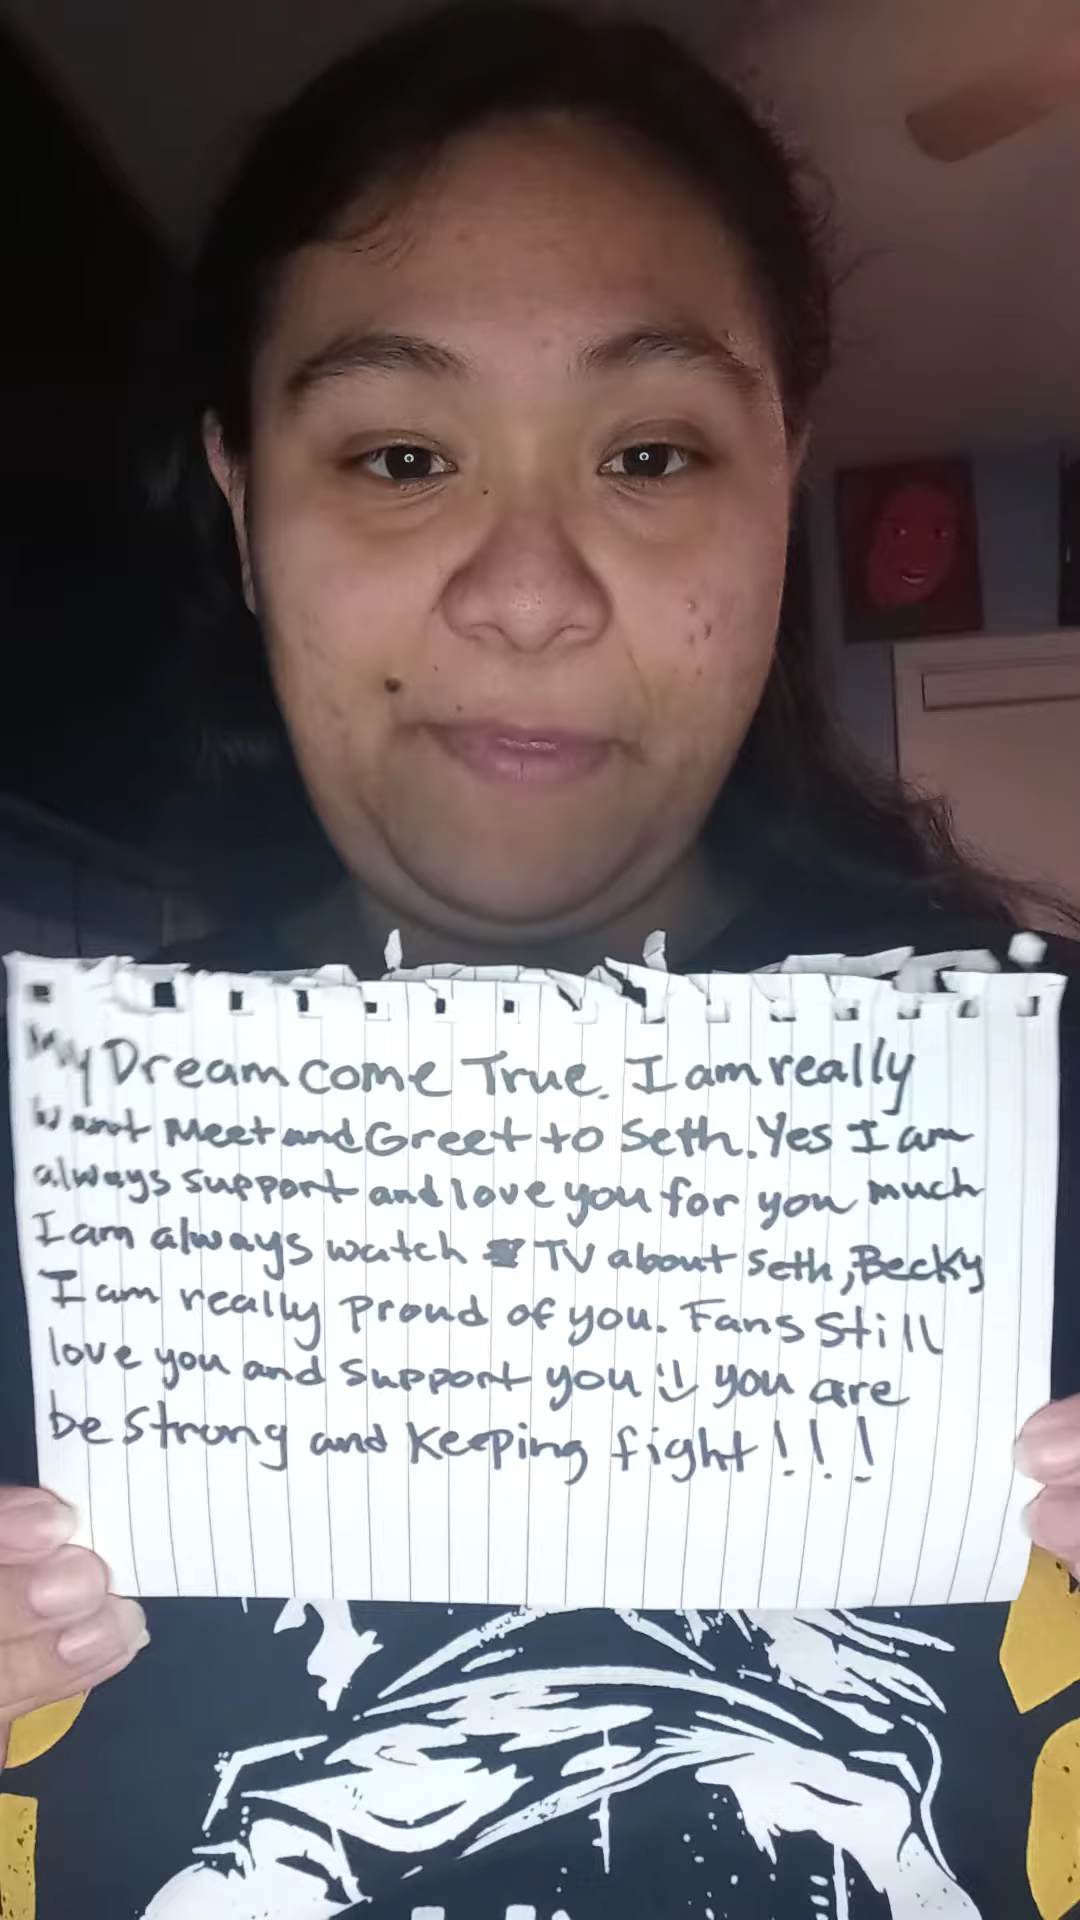 My Dream come True. I am really
want Meet and Greet to Seth. Yes I am
always support and love you for you much
I am always watch TV about Seth, Becky
I am really Proud of you. Fans Still
love you and Support you you are
be strong and Keeping fight!!!